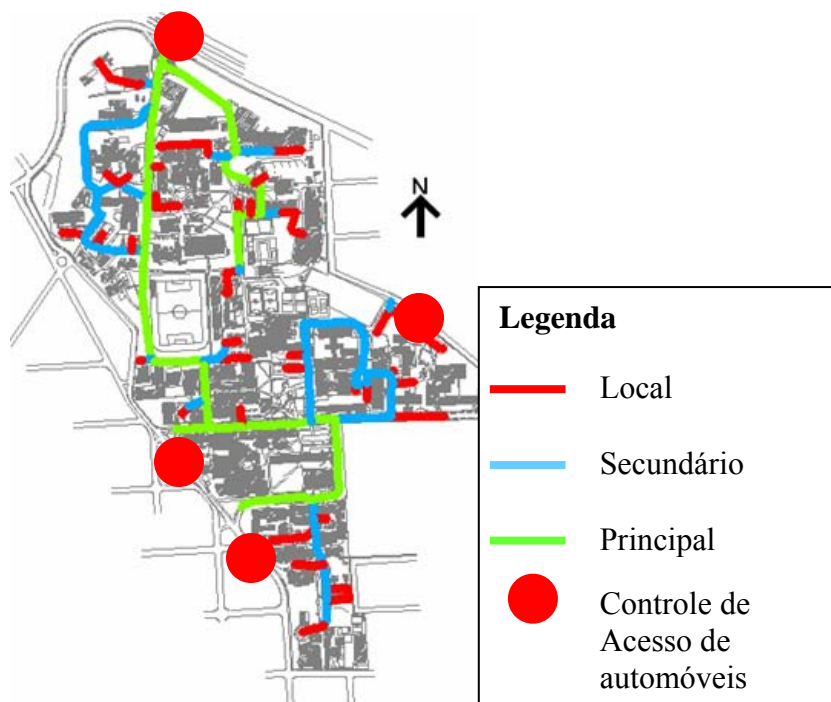 N
Legenda
Local
Secundário
Principal
Controle de
Acesso de
automóveis